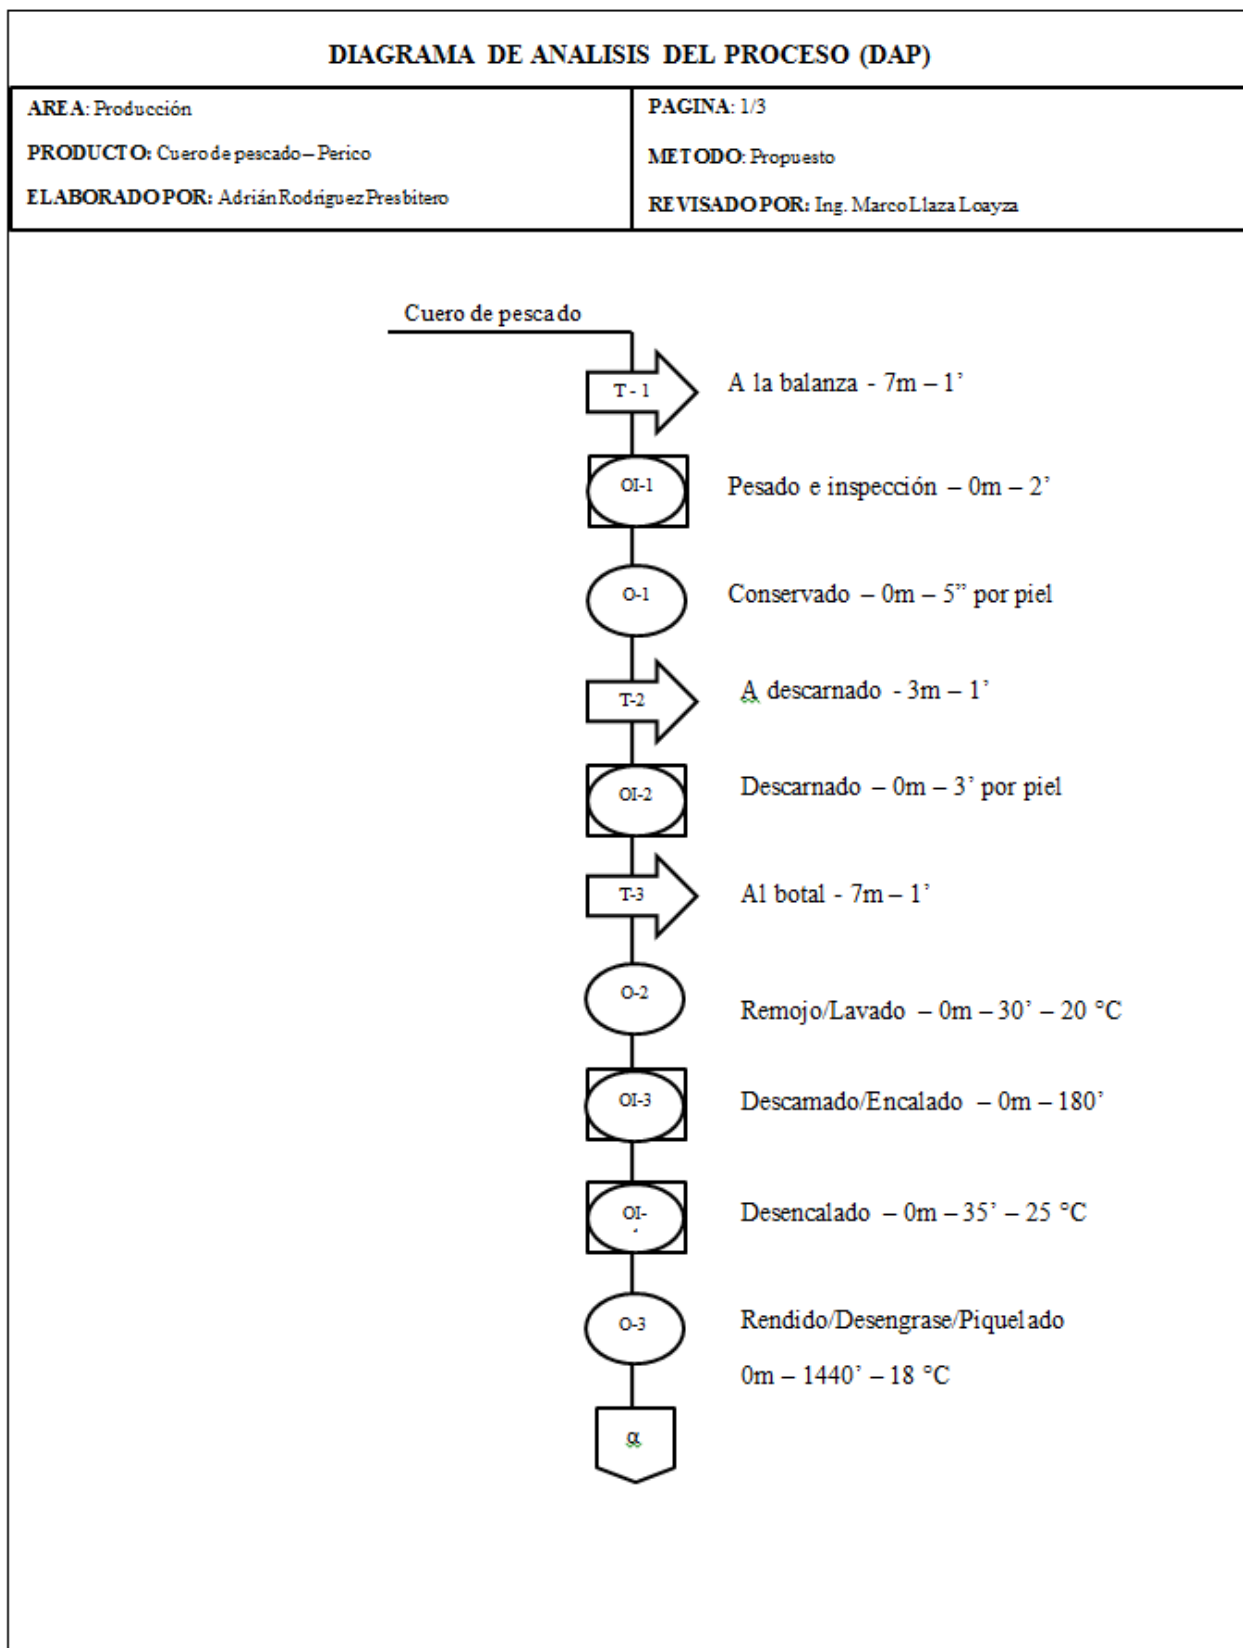 DIAGRAMA DE ANALISIS DEL PROCESO (DAP)
AREA: Producción
PRODUCTO: Cuero de pescado – Perico
ELABORADO POR: Adrián Rodríguez Presbitero
PAGINA: 1/3
METODO: Propuesto
REVISADO POR: Ing. Marco Llaza Loayza
Cuero de pescado
T - 1
A la balanza - 7m – 1’
OI-1
Pesado e inspección – 0m – 2’
O-1
Conservado – 0m – 5” por piel
T-2
A descarnado - 3m – 1’
OI-2
Descarnado – 0m – 3’ por piel
T-3
Al botal - 7m – 1’
O-2
Remojo/Lavado – 0m – 30’ – 20 °C
OI-3
Descamado/Encalado – 0m – 180’
OI-
Desencalado – 0m – 35’ – 25 °C
O-3
Rendido/Desengrase/Piquelado
0m – 1440’ – 18 °C
α